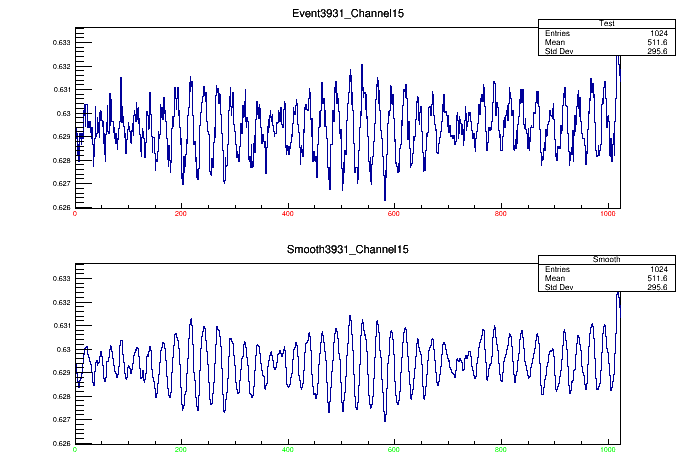 Event3931_Channel15
Test
Entries 1024
Mean 511.6
Std Dev 295.6
0.633
0.632
0.631
0.63
0.629
0.628
0.627
0.626
0 200 400 600 800 1000
Smooth3931_Channel15
Smooth
Entries 1024
Mean 511.6
Std Dev 295.6
0.633
0.632
0.631
0.63
0.629
0.628
0.627
0.626
0 200 400 600 800 1000